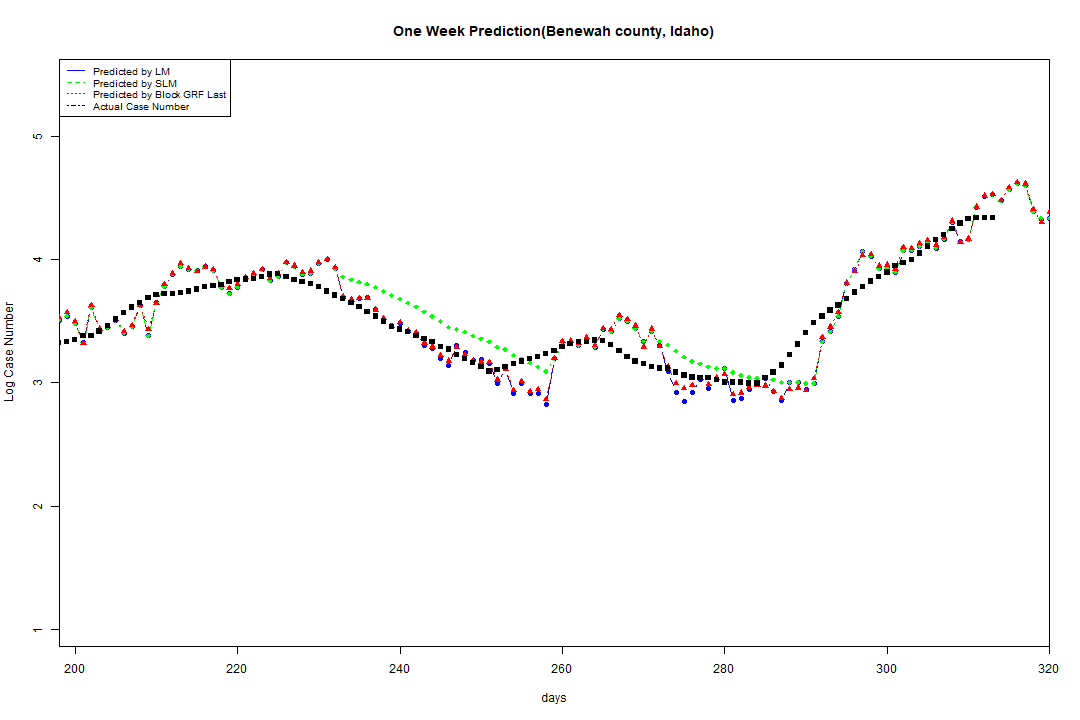 One Week Prediction(Benewah county, Idaho)
Predicted by LM
Predicted by SLM
Predicted by Block GRF Last
Actual Case Number
5
4
3
2
1
Log Case Number
200 220 240 260 280 300 320
days